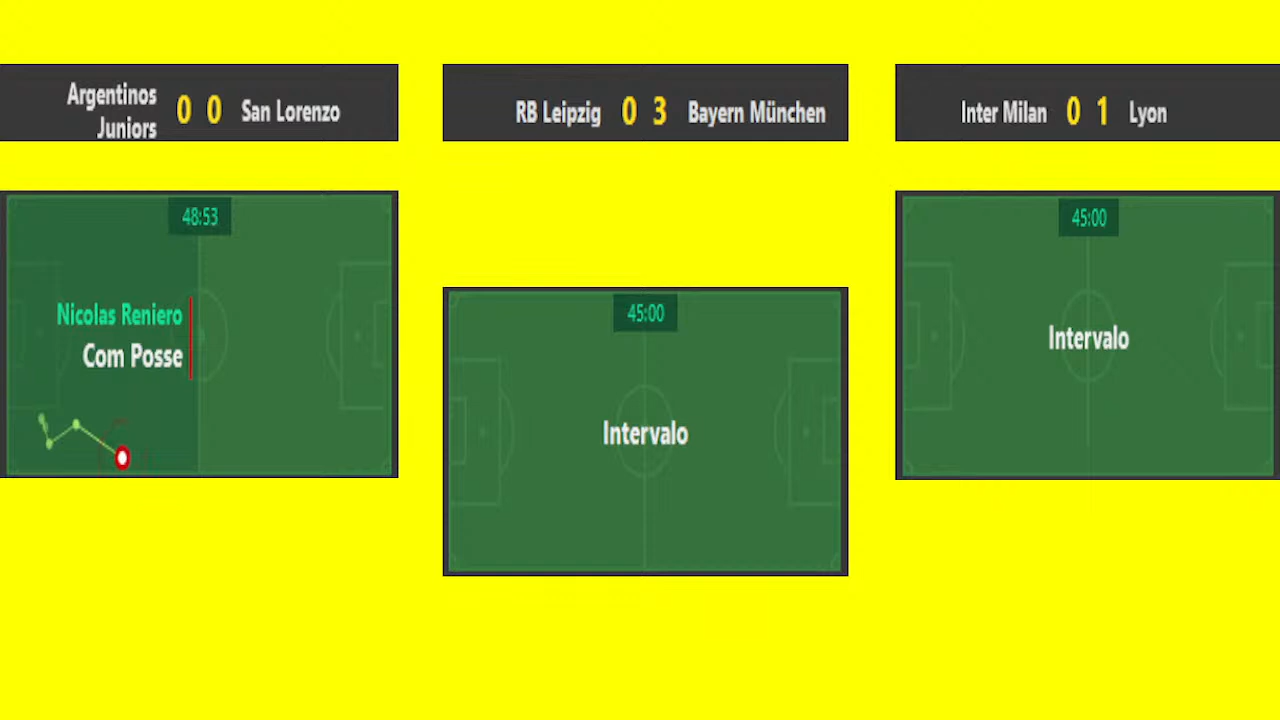 Argentinos
Juniors 0 0 San Lorenzo
RB Leipzig 0 3 Bayern München
Inter Milan 0 1 Lyon
48:53
Nicolas Reniero
Com Posse
45:00
Intervalo
45:00
Intervalo